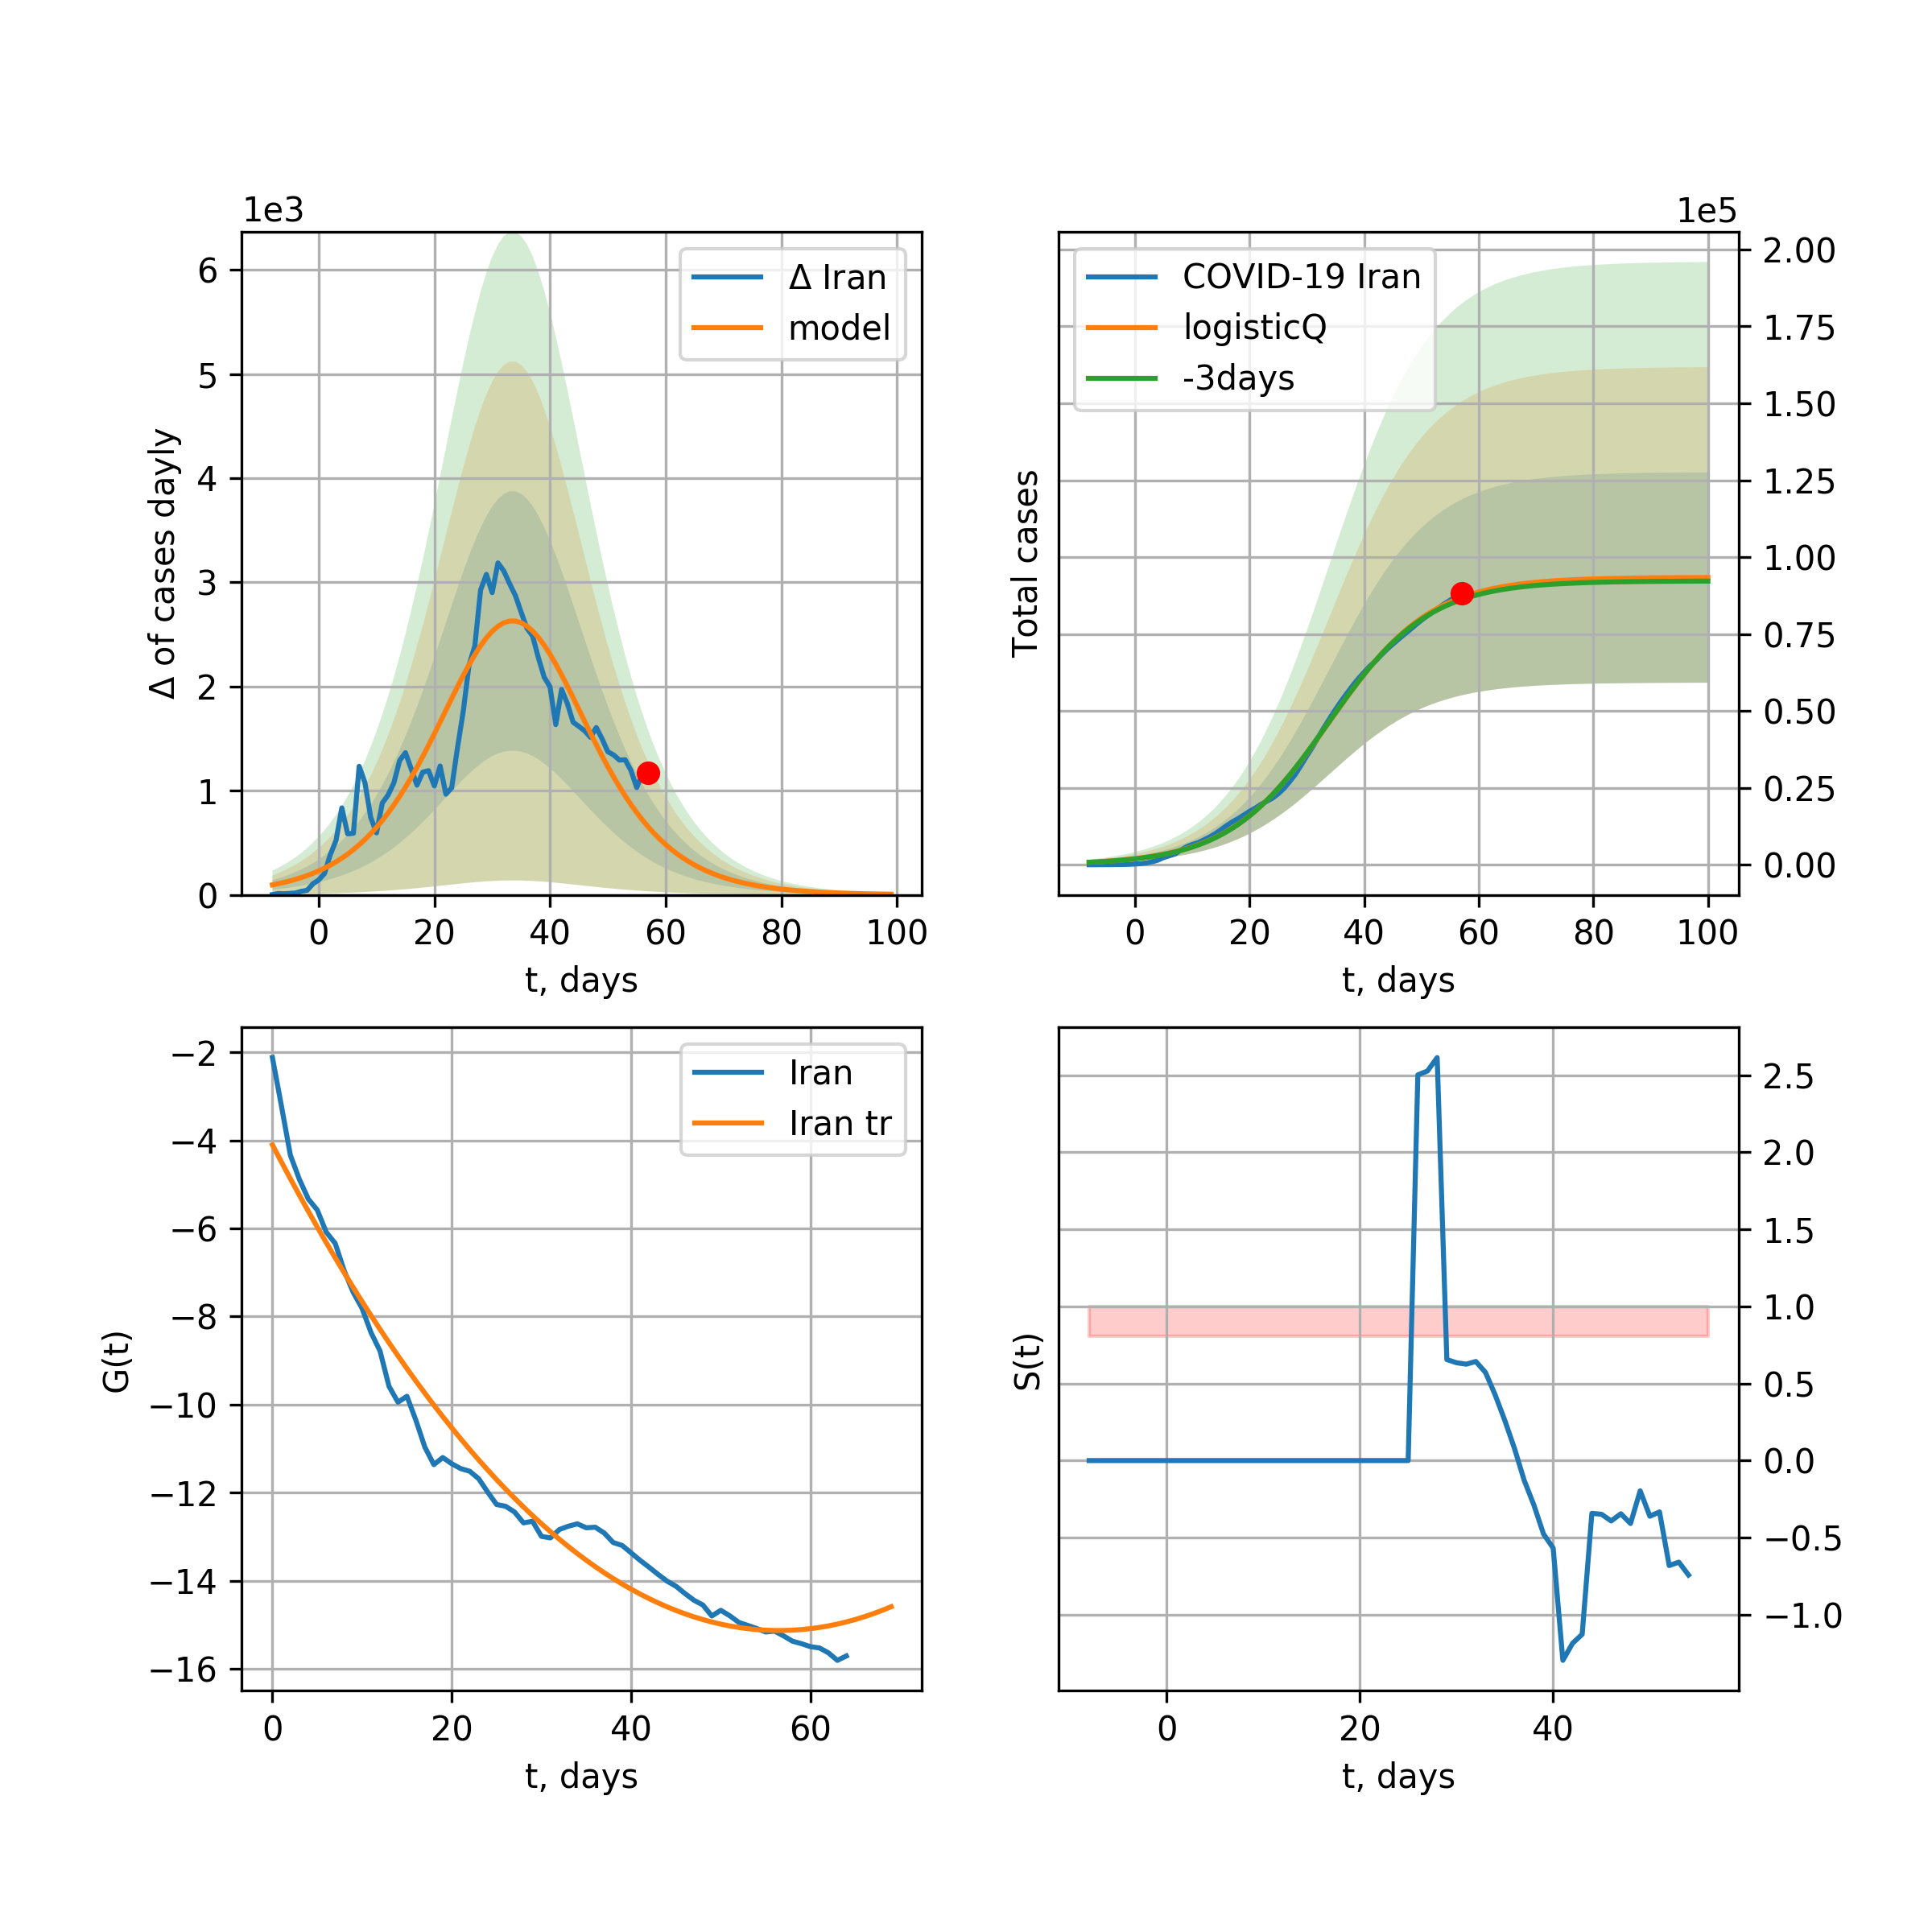 1e3
Δ of cases dayly
6
5
4
3
2
1
0
Δ Iran
model
0 20 40 60 80 100
t, days
1e5
Total cases
COVID-19 Iran
logisticQ
-3days
2.00
1.75
1.50
1.25
1.00
0.75
0.50
0.25
0.00
0 20 40 60 80 100
t, days
G(t)
−2
−4
−6
−8
−10
−12
−14
−16
Iran
Iran tr
0 20 40 60
t, days
S(t)
2.5
2.0
1.5
1.0
0.5
0.0
−0.5
−1.0
0 20 40
t, days